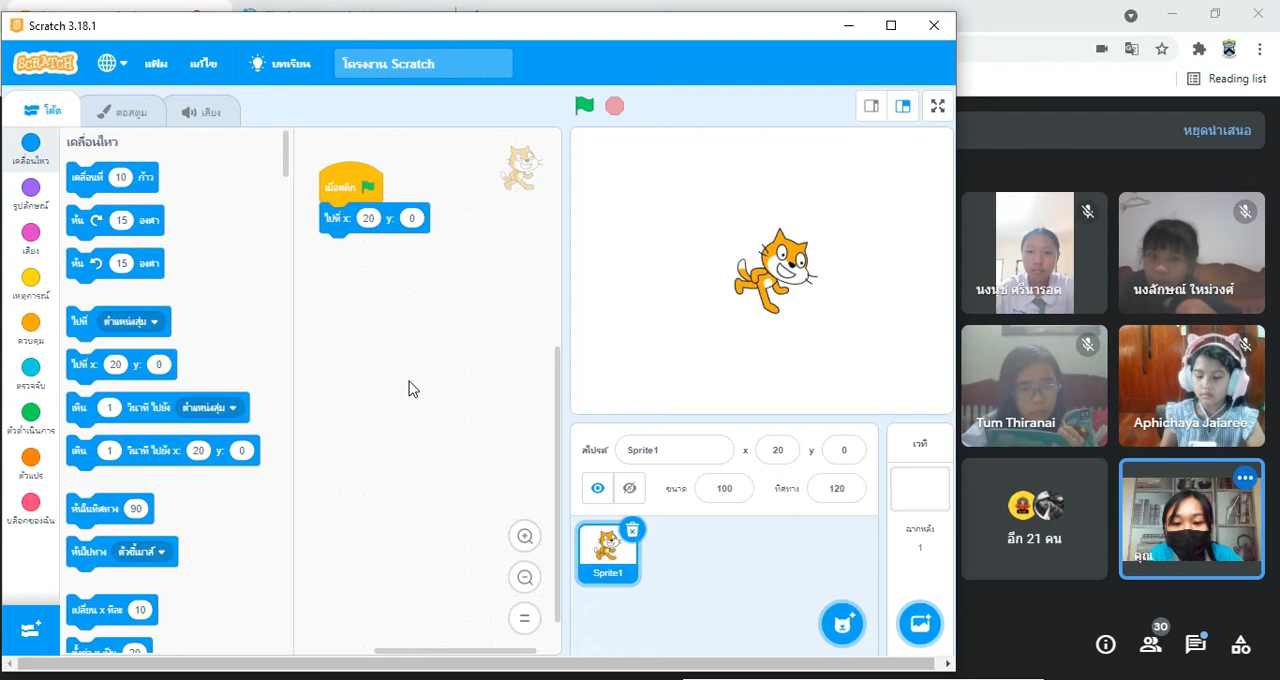 Scratch 3.18.1
SCRATCH
แฟ้ม
แก้ไข
บทเรียน
โครงงาน Scratch
Reading list
โค้ด
คอสตูม
เสียง
หยุดนำเสนอ
เคลื่อนไหว
รูปลักษณ์
เสียง
เหตุการณ์
ควบคุม
ตรวจจับ
ตัวดำเนินการ
ตัวแปร
บล็อกของฉัน
เคลื่อนไหว
เคลื่อนที่ 10 ก้าว
หัน 15 องศา
หัน 15 องศา
ไปที่ ตำแหน่งสุ่ม
ไปที่ x: 20 y: 0
เดิน 1 วินาที ไปยัง ตำแหน่งสุ่ม
เดิน 1 วินาที ไปยัง x: 20 y: 0
หันในทิศทาง 90
หันไปทาง ตัวชี้เมาส์
เปลี่ยน x ทีละ 10
เมื่อคลิก
ไปที่ x: 20 y: 0
สไปรต์ Sprite1 x 20 y 0
ขนาด 100 ทิศทาง 120
Sprite1
เวที
ฉากหลัง
1
นงนุช ศรีนารอด
นงลักษณ์ ใหม่วงศ์
Tum Thiranai
Aphichaya Jaiaree
อีก 21 คน
คุณ
30